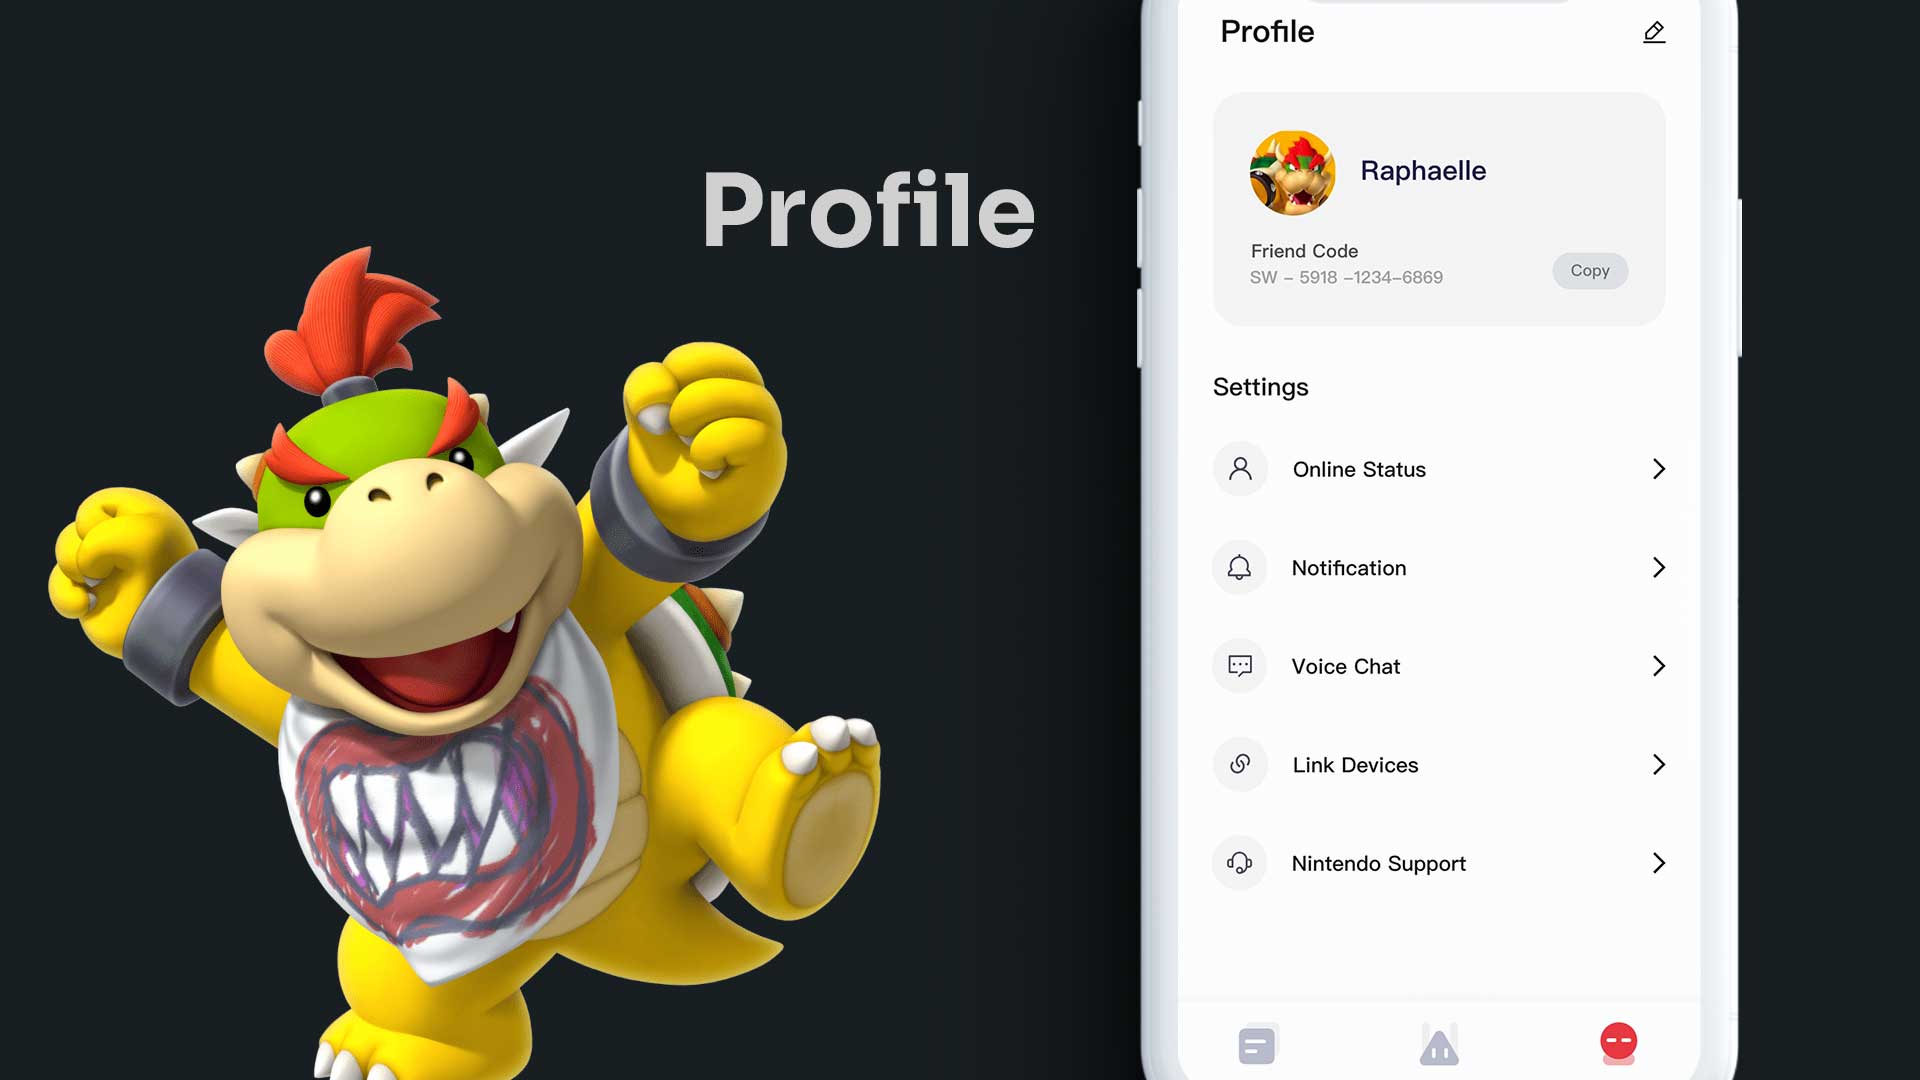 Profile
Profile
Raphaelle
Friend Code
SW – 5918 –1234–6869
Copy
Settings
Online Status
Notification
Voice Chat
Link Devices
Nintendo Support